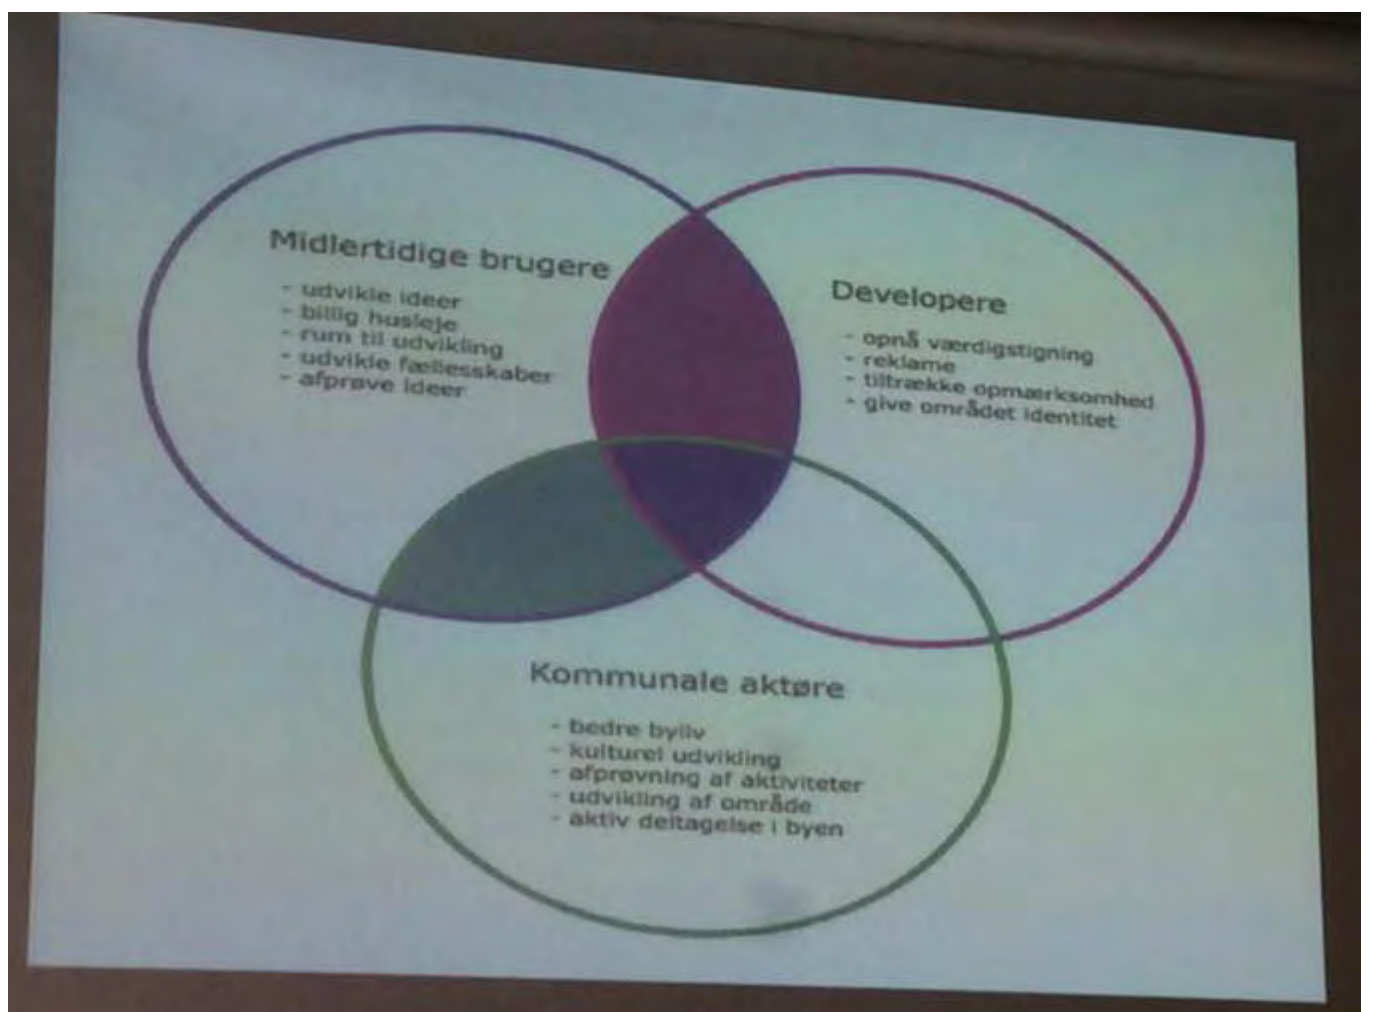 Midlertidige brugere
- udvikle ideer
- billig husleje
- rum til udvikling
- udvikle fællesskaber
- afprøve ideer
Developere
- opnå værdigstigning
- reklame
- tiltrække opmærksomhed
- give området identitet
Kommunale aktøre
- bedre byliv
- kulturel udvikling
- afprøvning af aktiviteter
- udvikling af område
- aktiv deltagelse i byen